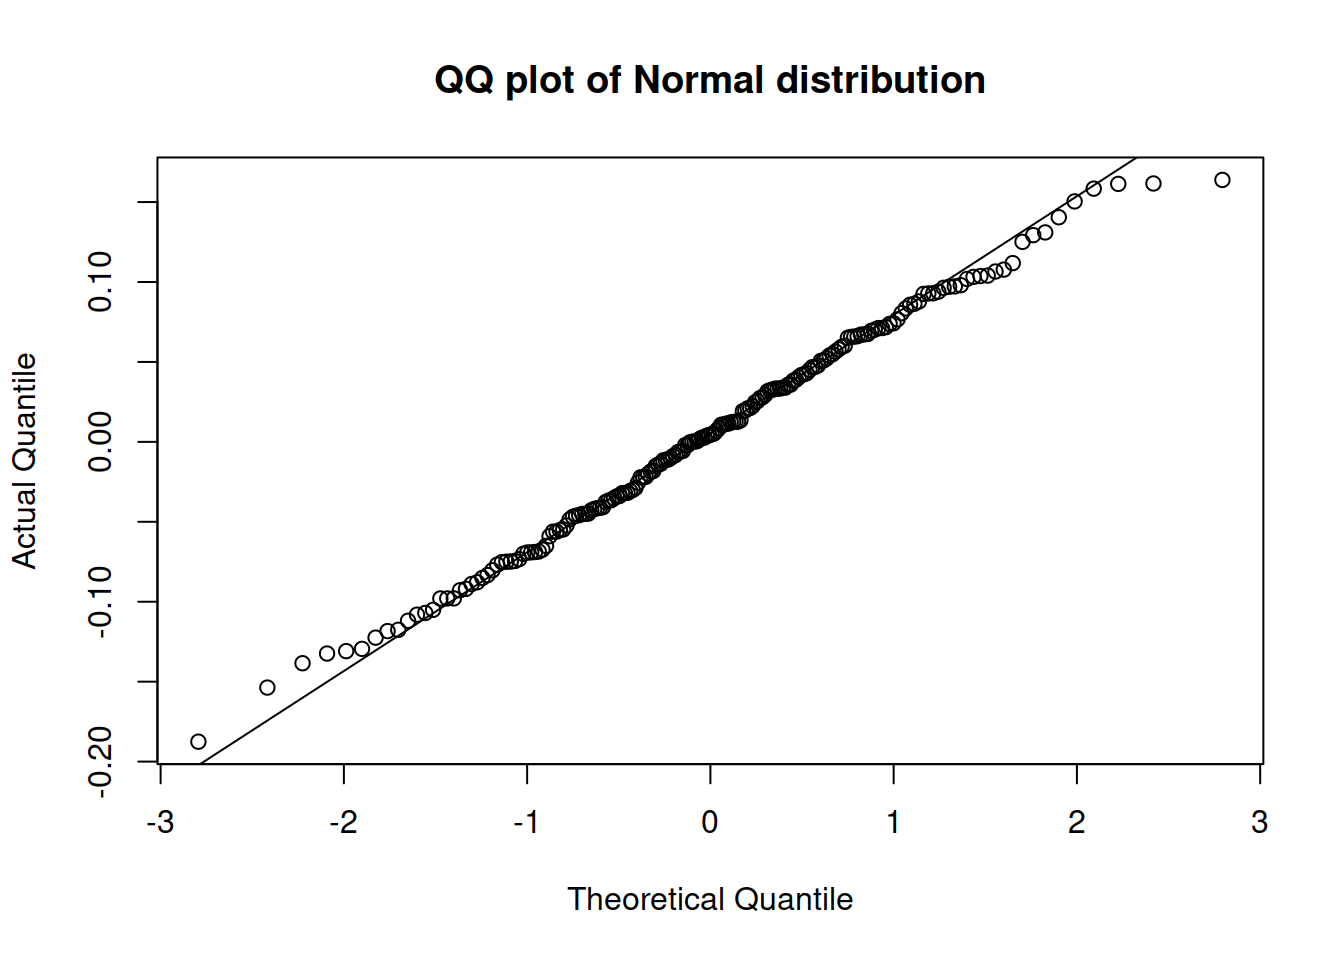 QQ plot of Normal distribution
Actual Quantile
0.10
0.00
-0.10
-0.20
-3 -2 -1 0 1 2 3
Theoretical Quantile